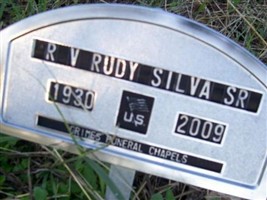 R V RUDY SILVA SR
1930 US 2009
GRIMES FUNERAL CHAPELS